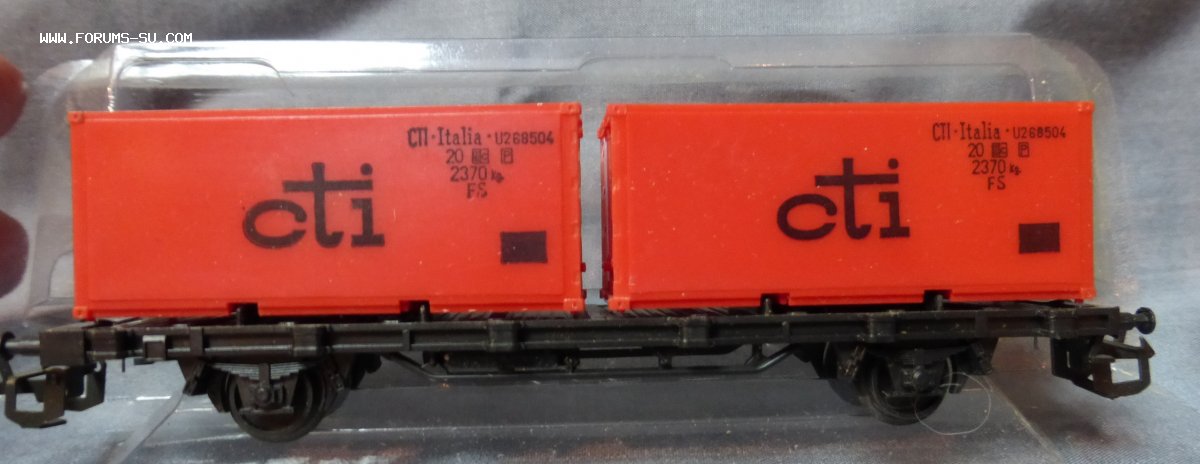 WWW.FORUMS-SU.COM
CTI·Italia·U268504
20
2370 kg.
FS
cti
CTI·Italia·U268504
20 P
2370 kg.
FS
cti